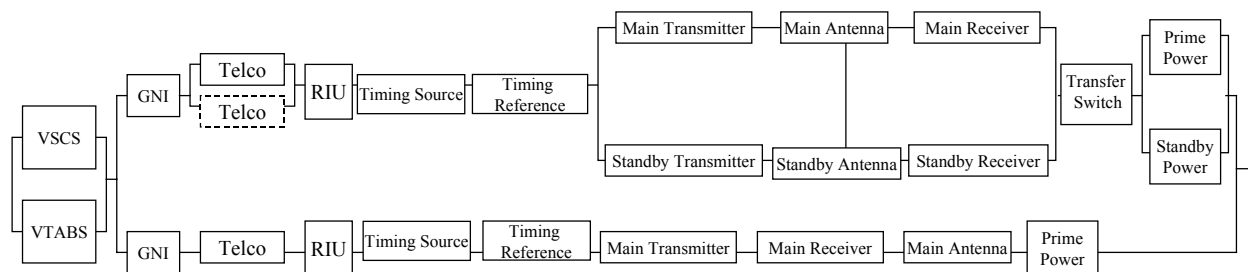 VSCS
VTABS
GNI
Telco
Telco
RIU
Timing Source
Timing
Reference
Main Transmitter
Main Antenna
Main Receiver
Standby Transmitter
Standby Antenna
Standby Receiver
Transfer
Switch
Prime
Power
Standby
Power
GNI
Telco
RIU
Timing Source
Timing
Reference
Main Transmitter
Main Receiver
Main Antenna
Prime
Power